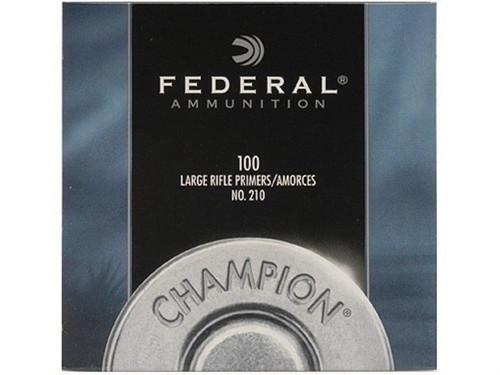 FEDERAL®
AMMUNITION
100
LARGE RIFLE PRIMERS/AMORCES
NO. 210
CHAMPION®